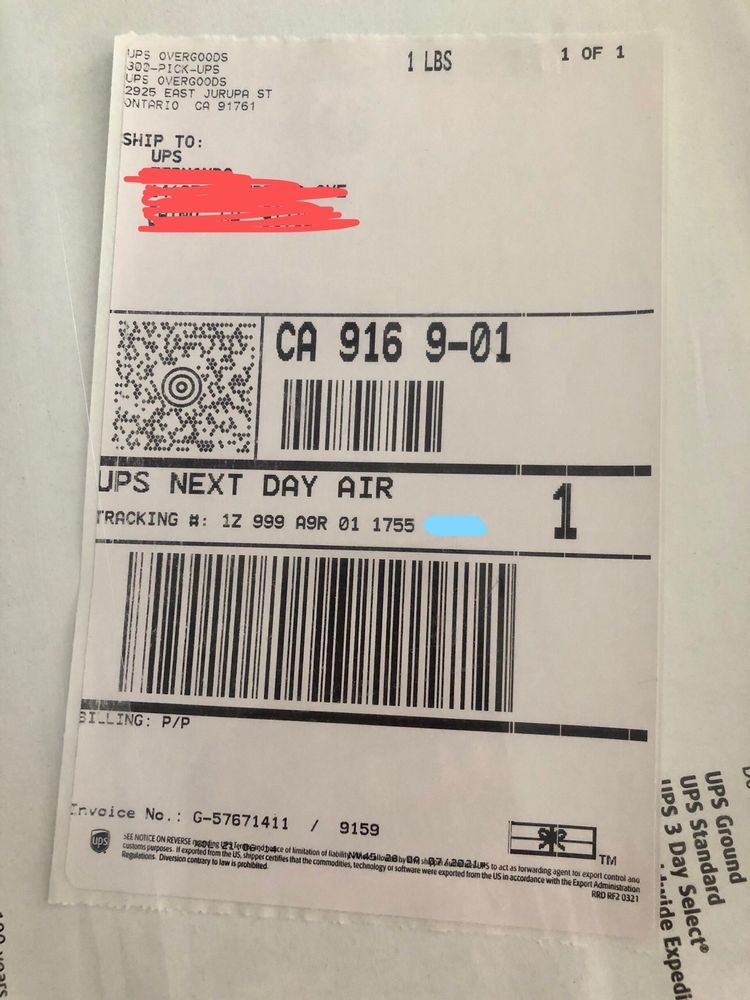 UPS OVERGOODS
302-PICK-UPS
UPS OVERGOODS
2925 EAST JURUPA ST
ONTARIO CA 91761
1 LBS
1 OF 1
SHIP TO:
UPS
CA 916 9-01
UPS NEXT DAY AIR
TRACKING #: 1Z 999 A9R 01 1755
1
BILLING: P/P
Invoice No.: G-57671411 / 9159
ups
TM
SEE NOTICE ON REVERSE
customs purposes. If exported from the US, shipper certifies that the commodities, technology or software were exported from the US in accordance with the Export Administration
Regulations. Diversion contrary to law is prohibited.
RRD RF2 0321
UPS Ground
UPS Standard
UPS 3 Day Select®